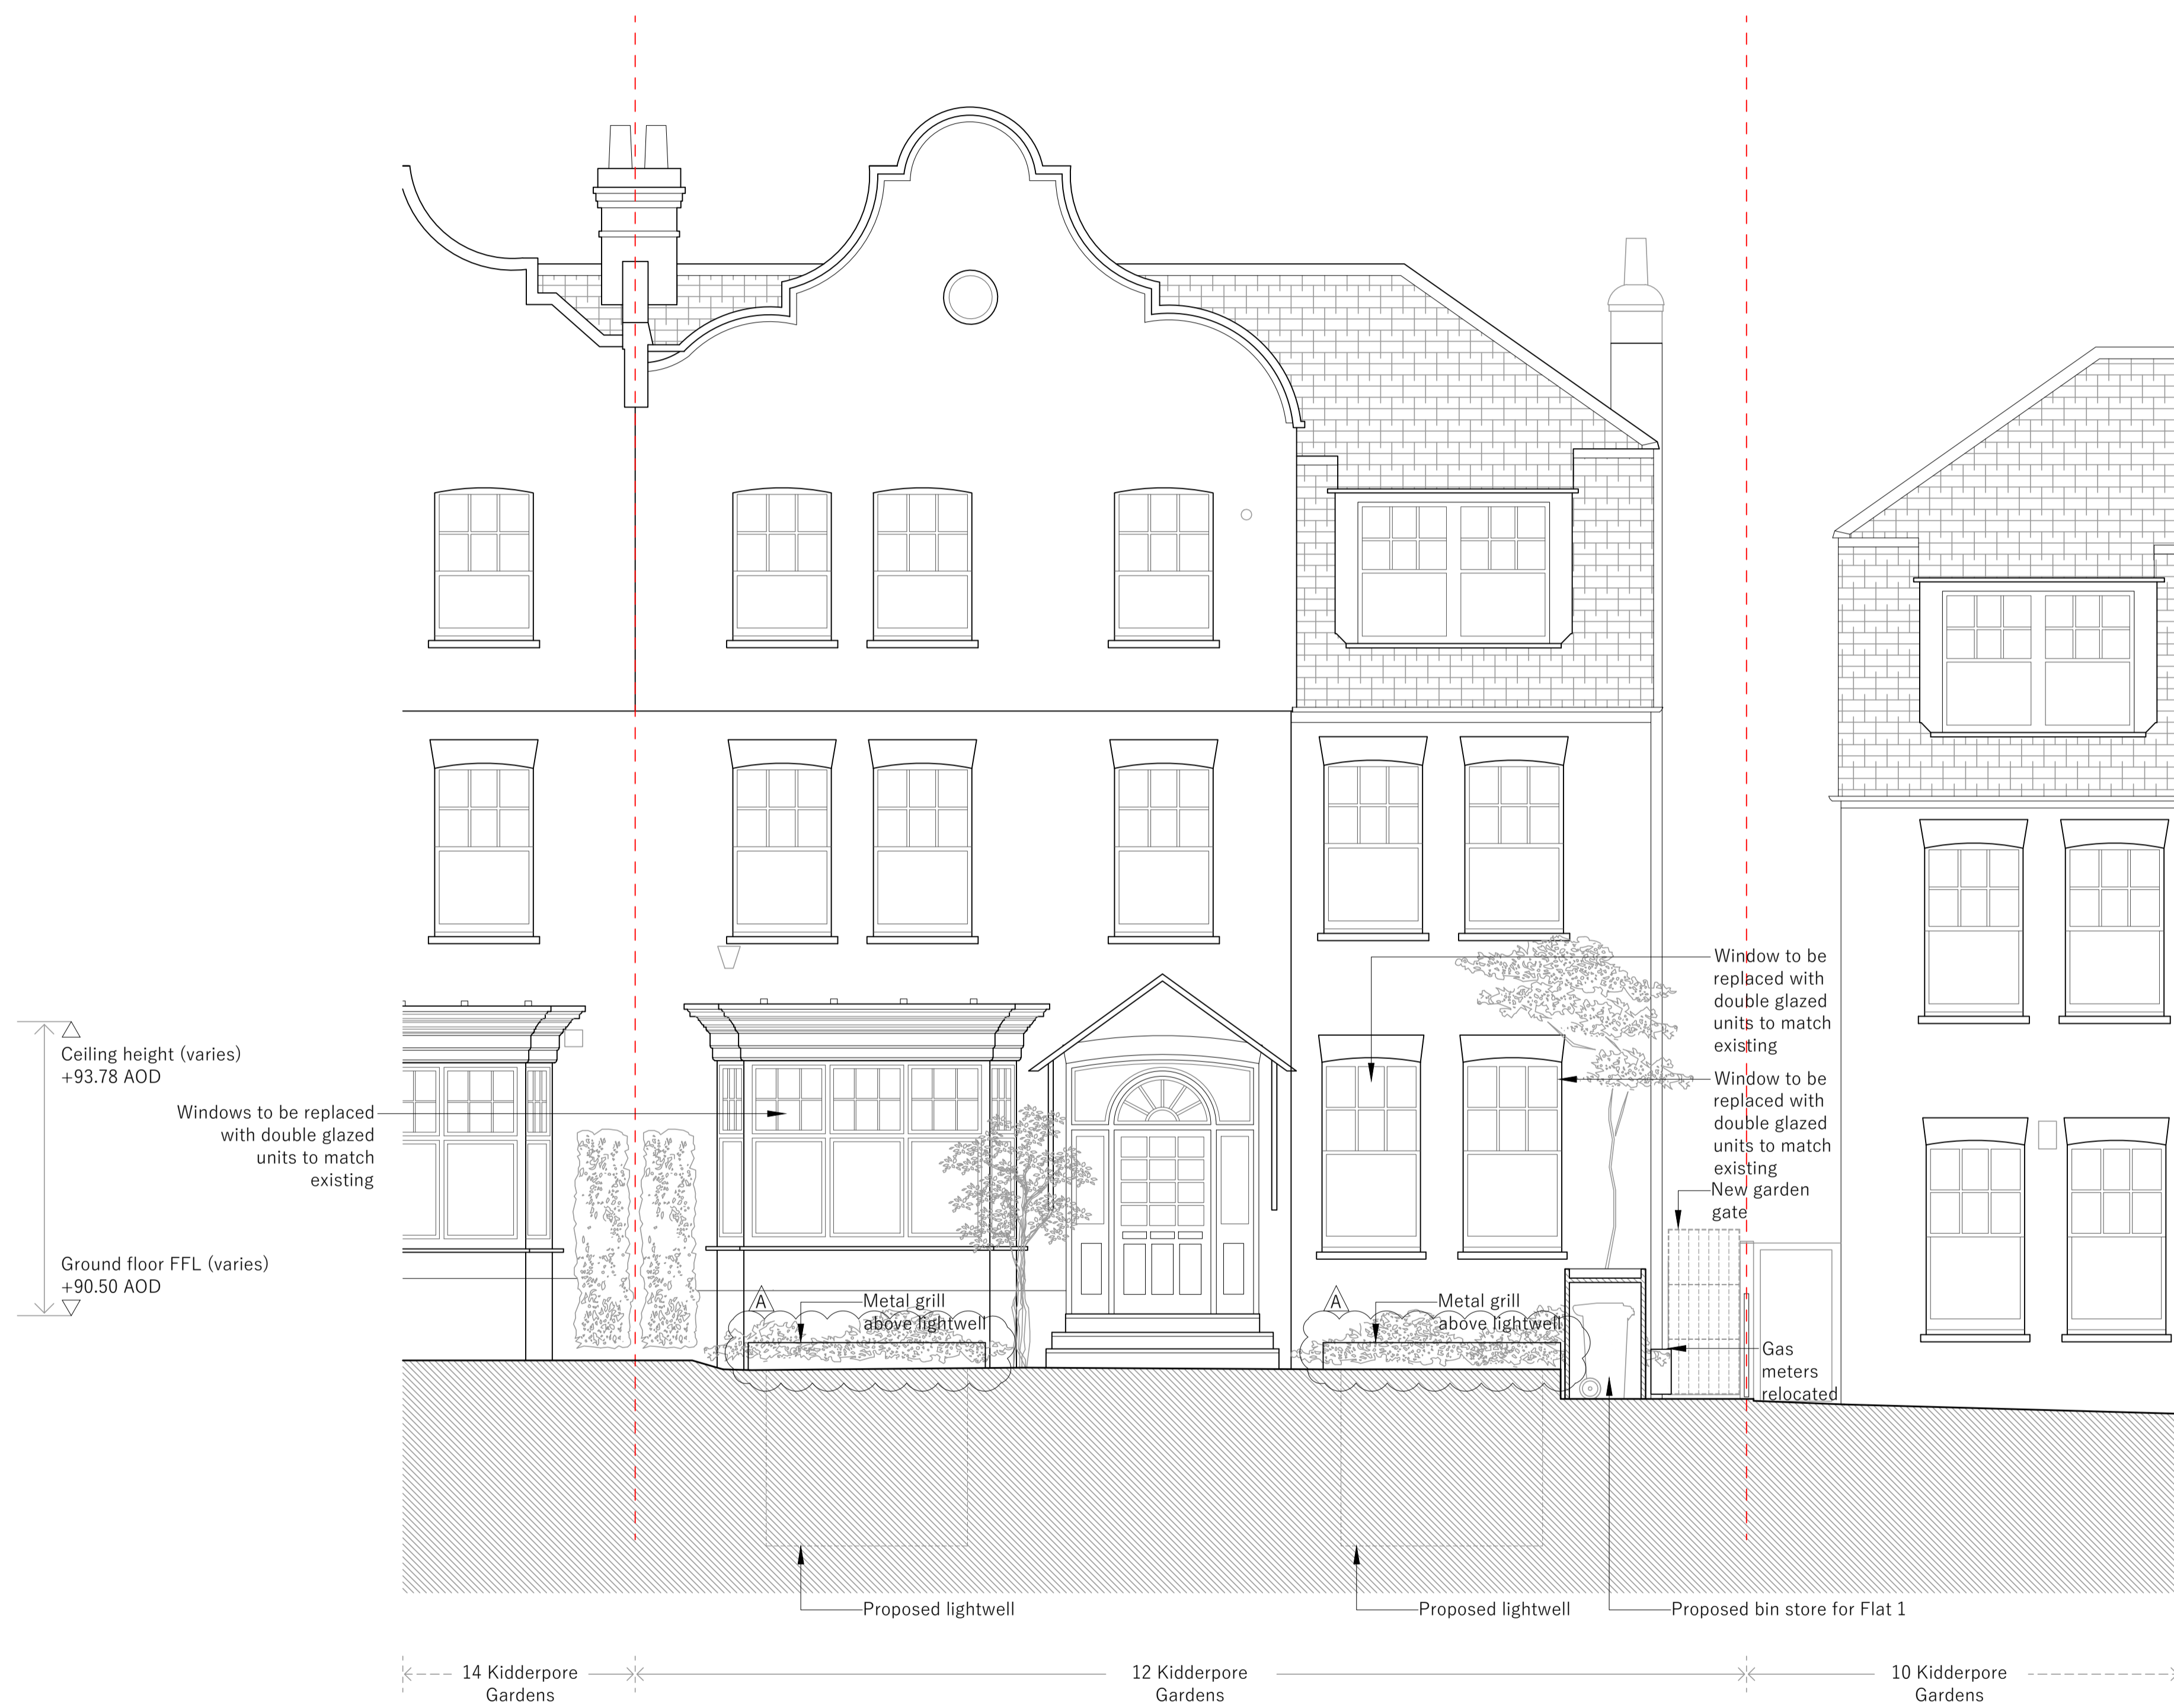 Window to be
replaced with
double glazed
units to match
existing
Ceiling height (varies)
+93.78 AOD
Window to be
replaced with
double glazed
units to match
existing
Windows to be replaced
with double glazed
units to match
existing
New garden
gate
Ground floor FFL (varies)
+90.50 AOD
A
Metal grill
above lightwell
A
Metal grill
above lightwell
Gas
meters
relocated
Proposed lightwell
Proposed lightwell
Proposed bin store for Flat 1
14 Kidderpore
Gardens
12 Kidderpore
Gardens
10 Kidderpore
Gardens